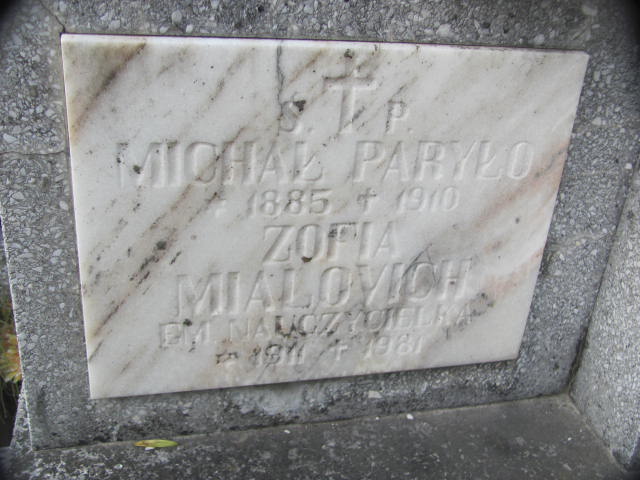 Ś. P.
MICHAŁ PARYŁO
* 1885 + 1910
ZOFIA
MIALOVICH
EM NAUCZYCIELKA
* 1911 + 1981